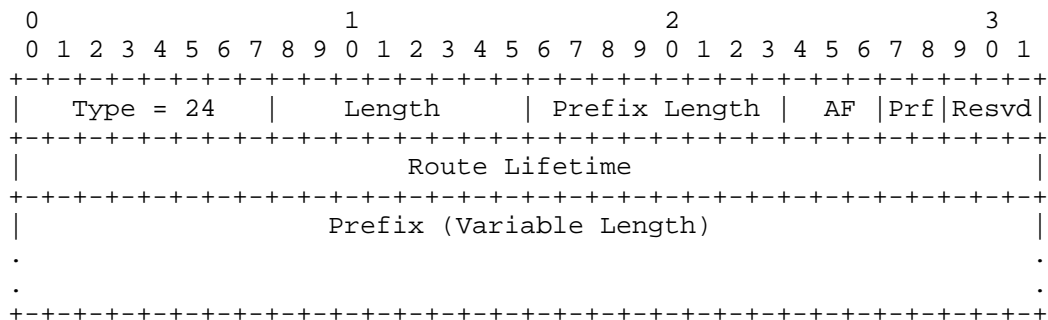 0                   1                   2                   3
 0 1 2 3 4 5 6 7 8 9 0 1 2 3 4 5 6 7 8 9 0 1 2 3 4 5 6 7 8 9 0 1
+-+-+-+-+-+-+-+-+-+-+-+-+-+-+-+-+-+-+-+-+-+-+-+-+-+-+-+-+-+-+-+-+
|   Type = 24   |    Length     | Prefix Length |  AF |Prf|Resvd|
+-+-+-+-+-+-+-+-+-+-+-+-+-+-+-+-+-+-+-+-+-+-+-+-+-+-+-+-+-+-+-+-+
|                        Route Lifetime                         |
+-+-+-+-+-+-+-+-+-+-+-+-+-+-+-+-+-+-+-+-+-+-+-+-+-+-+-+-+-+-+-+-+
|                   Prefix (Variable Length)                    |
.                                                               .
.                                                               .
+-+-+-+-+-+-+-+-+-+-+-+-+-+-+-+-+-+-+-+-+-+-+-+-+-+-+-+-+-+-+-+-+